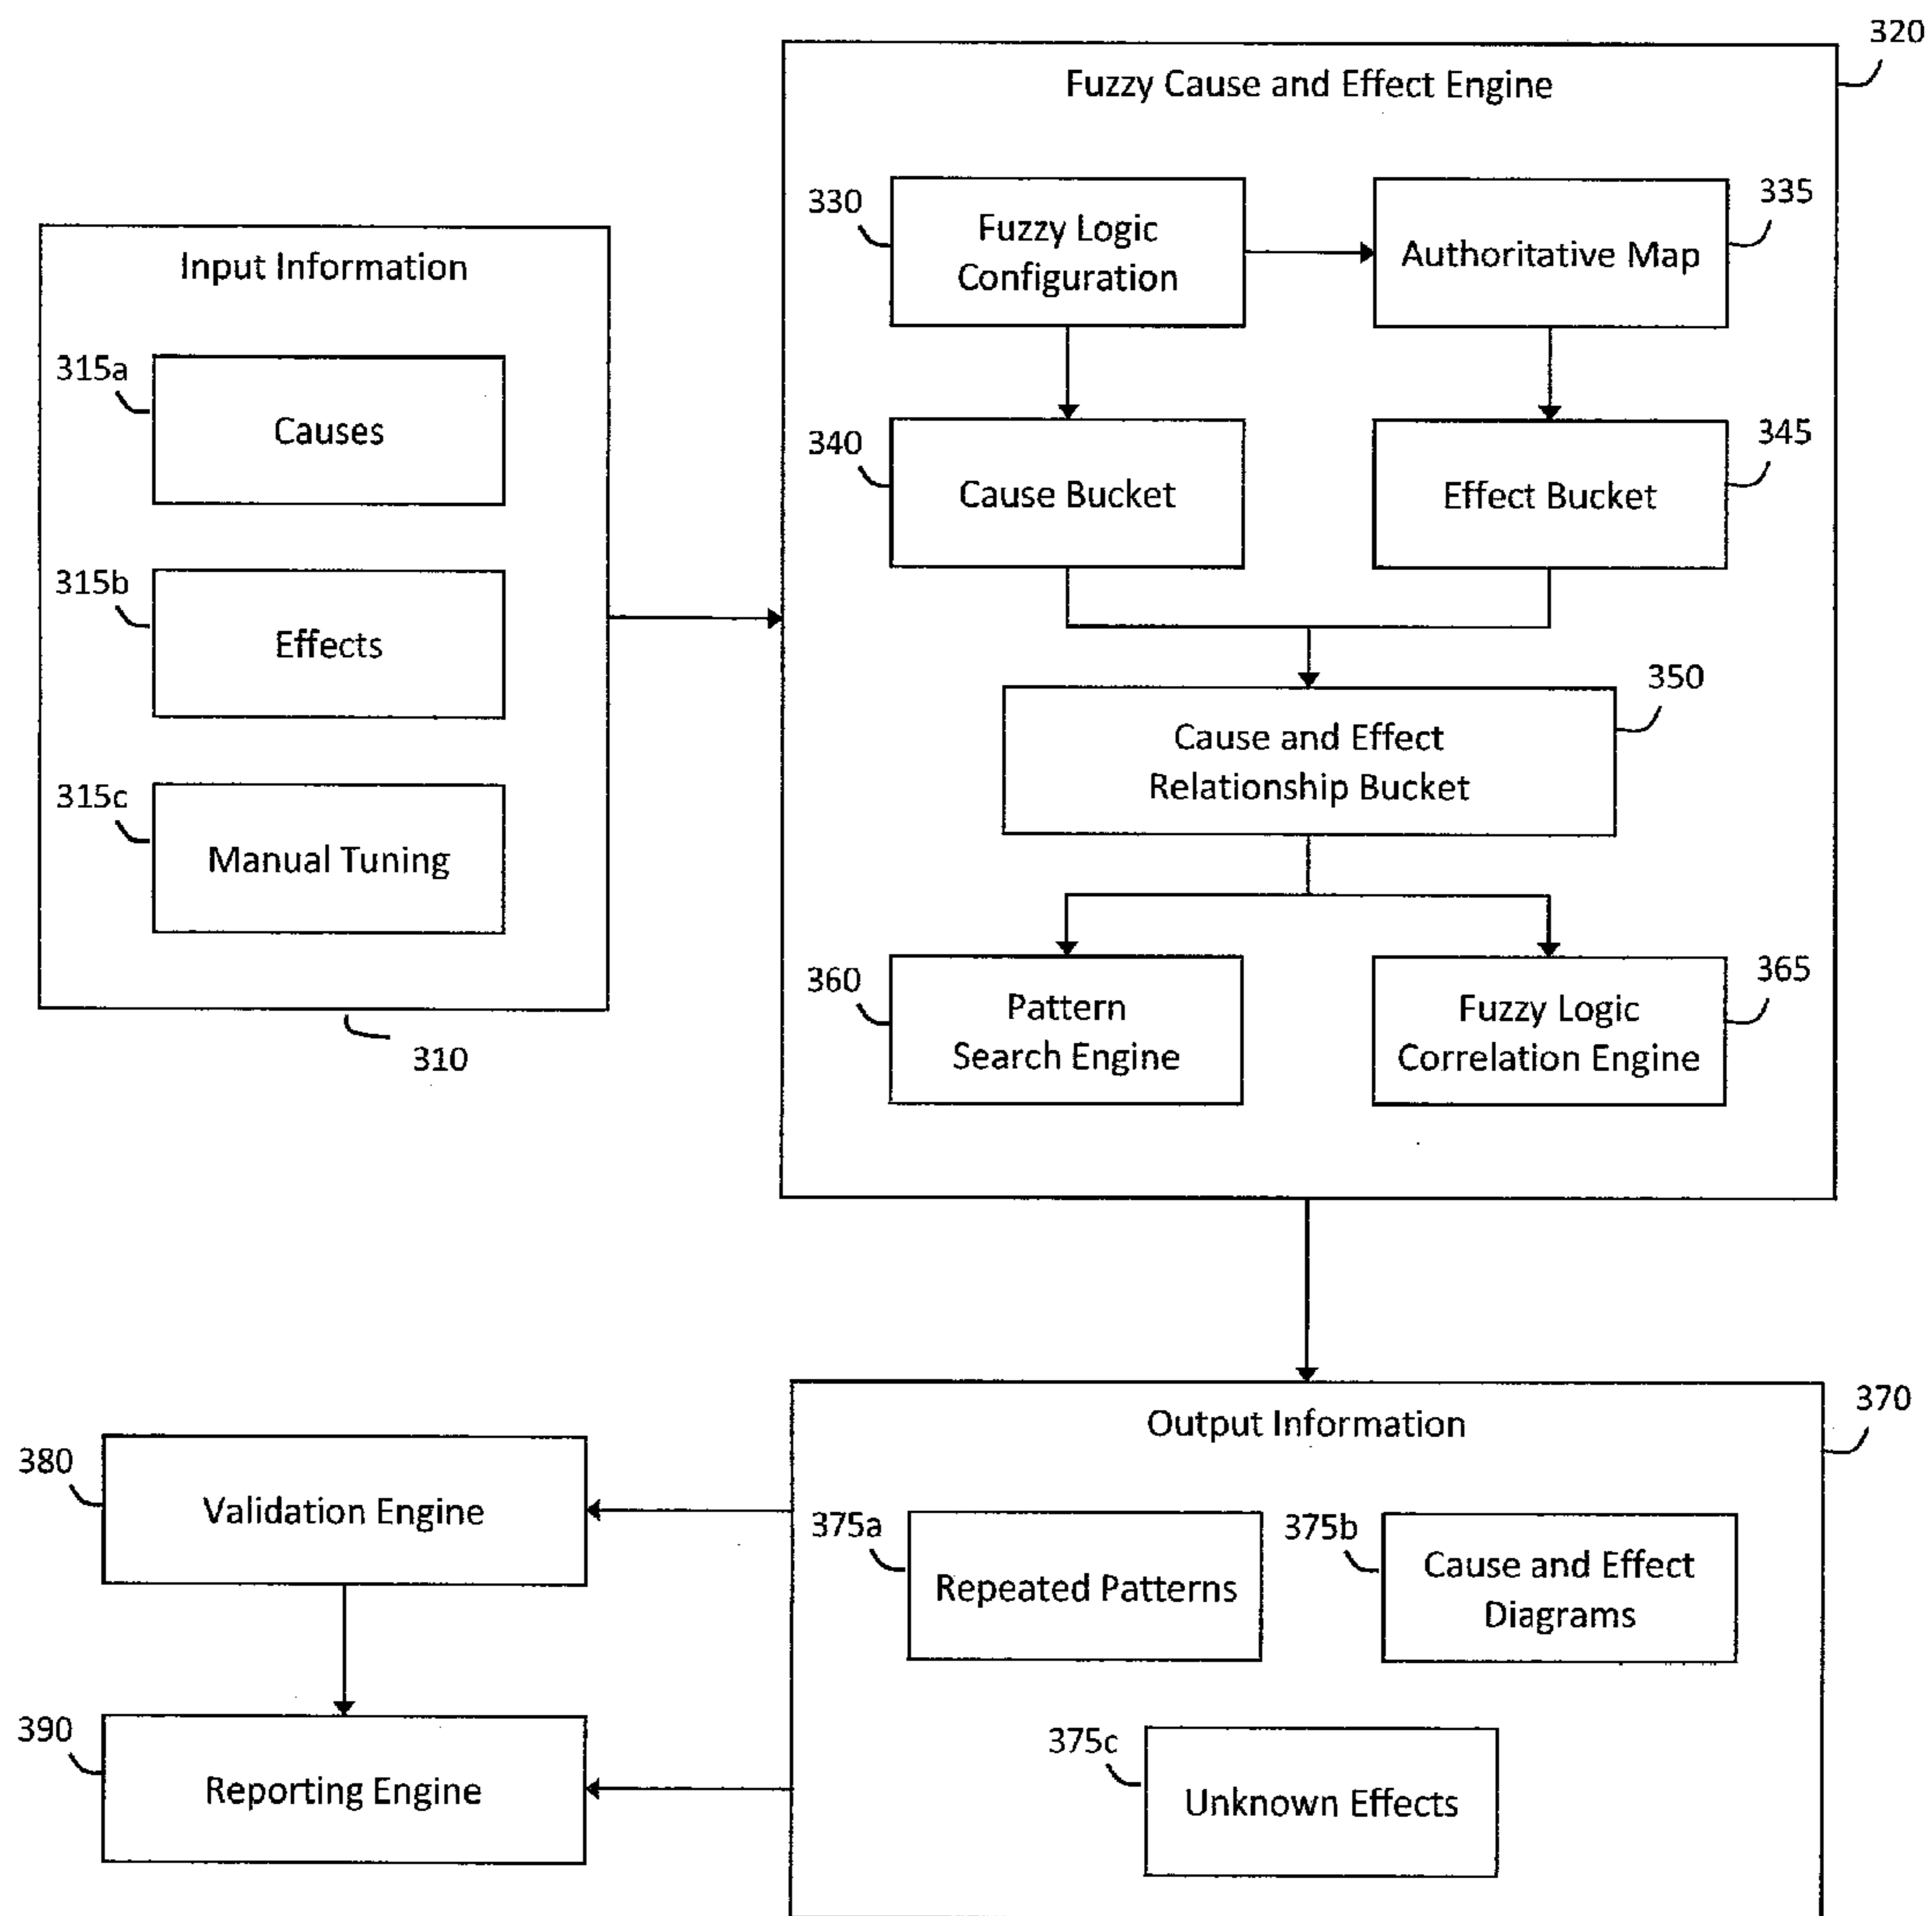 320
Fuzzy Cause and Effect Engine
330
Fuzzy Logic
Configuration
335
Authoritative Map
Input Information
315a
Causes
340
Cause Bucket
345
Effect Bucket
315b
Effects
350
Cause and Effect
Relationship Bucket
315c
Manual Tuning
360
Pattern
Search Engine
365
Fuzzy Logic
Correlation Engine
310
370
Output Information
380
Validation Engine
375a
Repeated Patterns
375b
Cause and Effect
Diagrams
390
Reporting Engine
375c
Unknown Effects